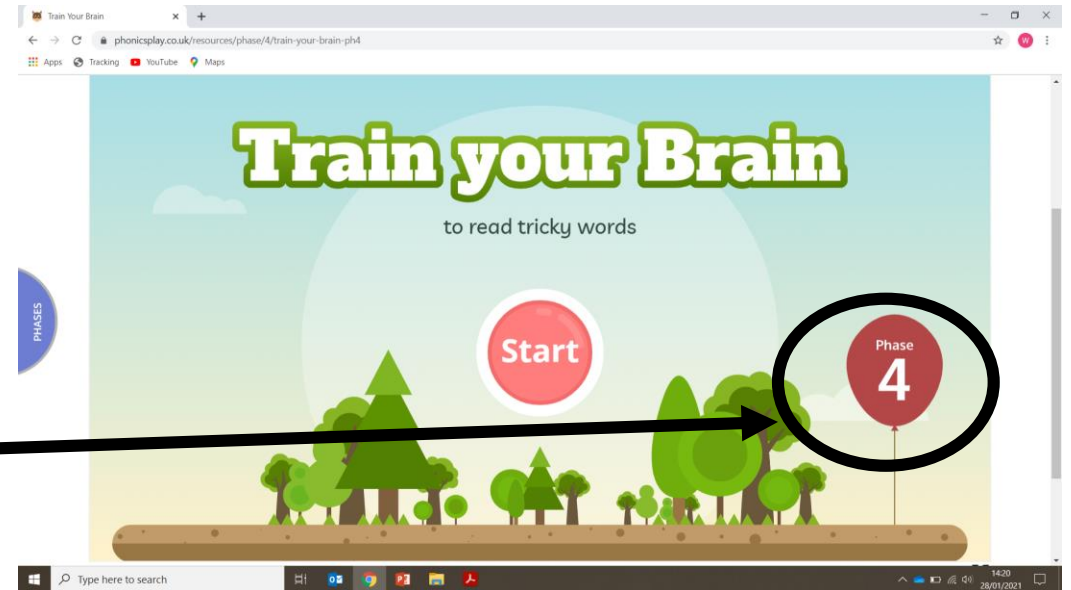 Train Your Brain
phonicsplay.co.uk/resources/phase/4/train-your-brain-ph4
W
Apps Tracking YouTube Maps
Train your Brain
to read tricky words
PHASES
Start
Phase
4
Type here to search
14:20
28/01/2021